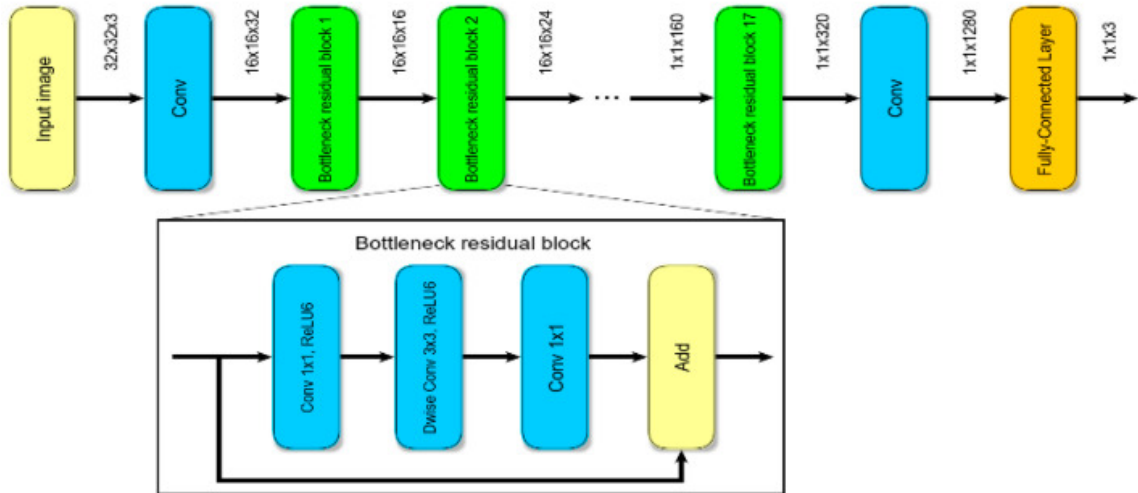 Input image
32x32x3
Conv
16x16x32
Bottleneck residual block 1
16x16x16
Bottleneck residual block 2
16x16x24
...
1x1x160
Bottleneck residual block 17
1x1x320
Conv
1x1x1280
Fully-Connected Layer
1x1x3
Bottleneck residual block
Conv 1x1, ReLU6
Dwise Conv 3x3, ReLU6
Conv 1x1
Add